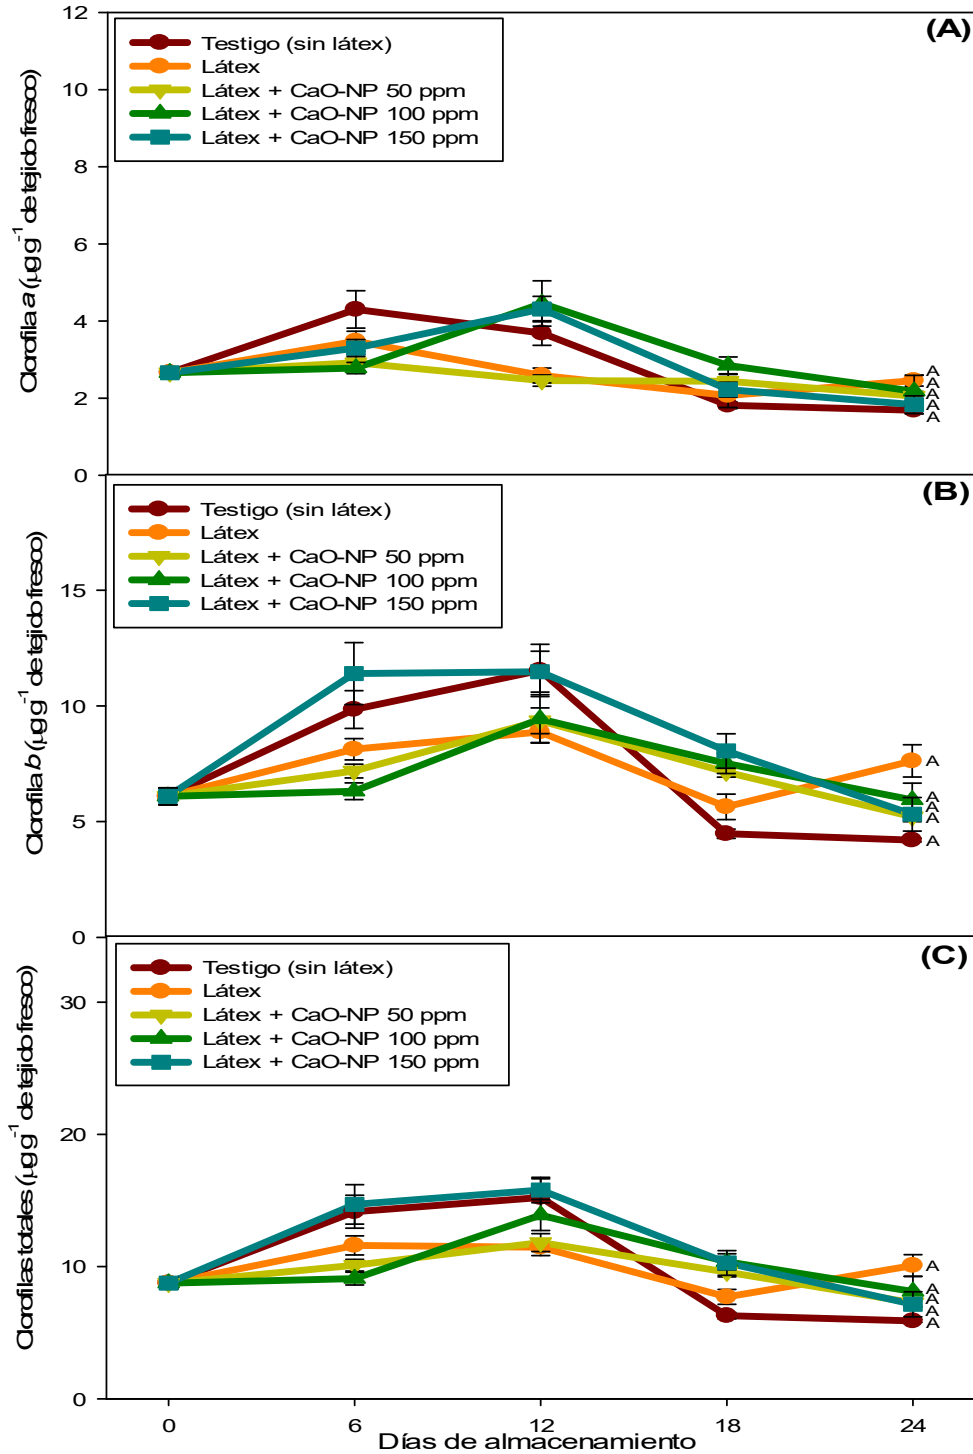 12
10
8
6
4
2
0
Clorofila a (µg g-1 de tejido fresco)
(A)
Testigo (sin látex)
Látex
Látex + CaO-NP 50 ppm
Látex + CaO-NP 100 ppm
Látex + CaO-NP 150 ppm
A
A
A
A
A
15
10
5
0
Clorofila b (µg g-1 de tejido fresco)
(B)
Testigo (sin látex)
Látex
Látex + CaO-NP 50 ppm
Látex + CaO-NP 100 ppm
Látex + CaO-NP 150 ppm
A
A
A
A
A
30
20
10
0
Clorofilas totales (µg g-1 de tejido fresco)
(C)
Testigo (sin látex)
Látex
Látex + CaO-NP 50 ppm
Látex + CaO-NP 100 ppm
Látex + CaO-NP 150 ppm
A
A
A
A
A
0 6 12 18 24
Días de almacenamiento